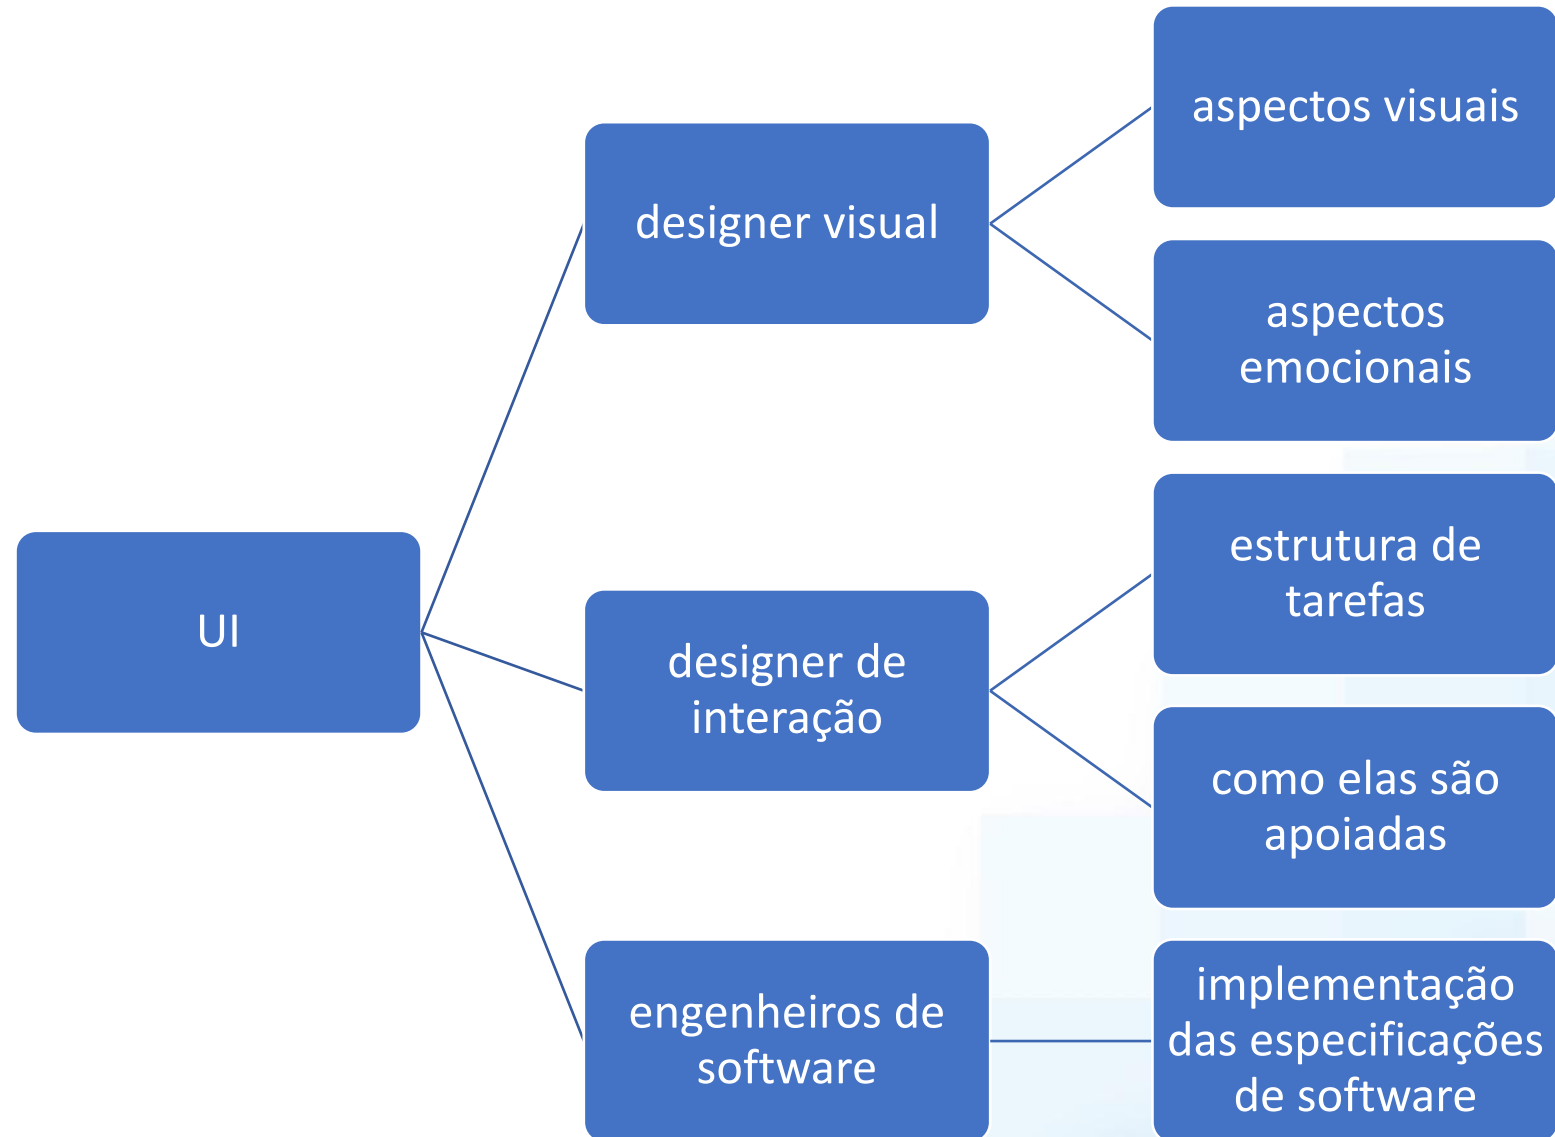 UI
designer visual
aspectos visuais
aspectos
emocionais
designer de
interação
estrutura de
tarefas
como elas são
apoiadas
engenheiros de
software
implementação
das especificações
de software